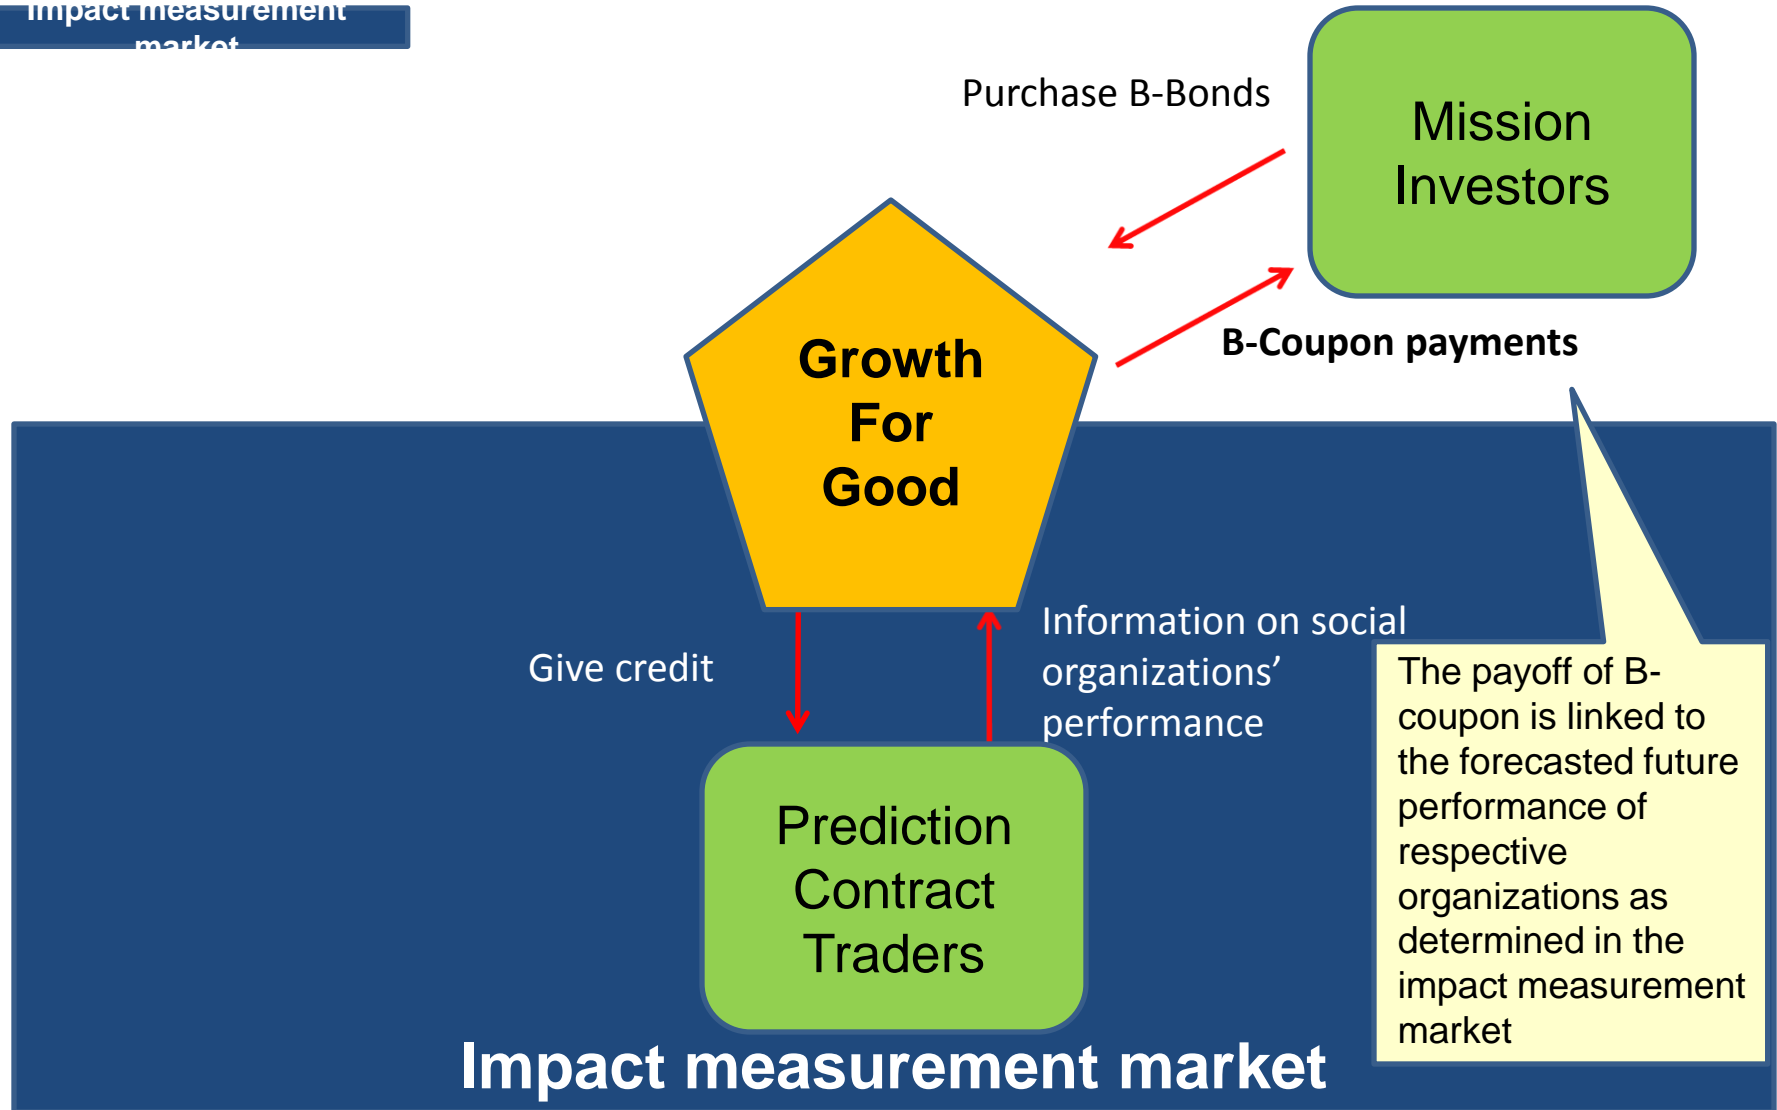 Impact measurement
market
Purchase B-Bonds
Mission
Investors
B-Coupon payments
Growth
For
Good
Give credit
Information on social
organizations’
performance
The payoff of B-
coupon is linked to
the forecasted future
performance of
respective
organizations as
determined in the
impact measurement
market
Prediction
Contract
Traders
Impact measurement market